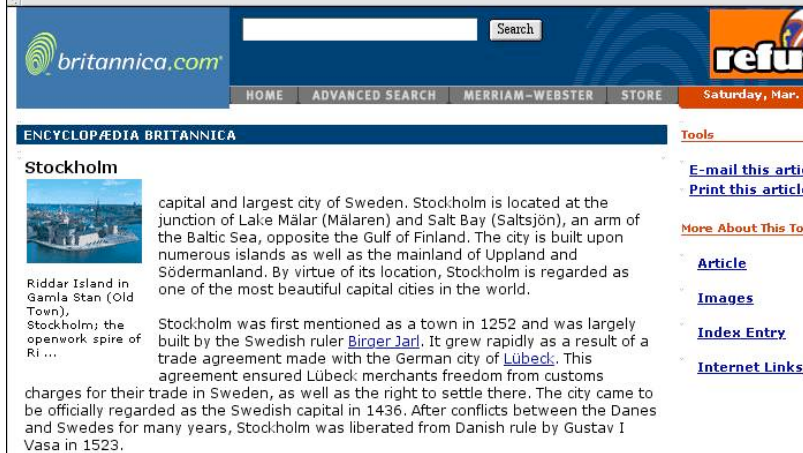 Search
britannica.com
HOME ADVANCED SEARCH MERRIAM-WEBSTER STORE Saturday, Mar.
ENCYCLOPÆDIA BRITANNICA
Stockholm
capital and largest city of Sweden. Stockholm is located at the
junction of Lake Mälar (Mälaren) and Salt Bay (Saltsjön), an arm of
the Baltic Sea, opposite the Gulf of Finland. The city is built upon
numerous islands as well as the mainland of Uppland and
Södermanland. By virtue of its location, Stockholm is regarded as
one of the most beautiful capital cities in the world.
Riddar Island in
Gamla Stan (Old
Town),
Stockholm; the
openwork spire of
Ri ...
Stockholm was first mentioned as a town in 1252 and was largely
built by the Swedish ruler Birger Jarl. It grew rapidly as a result of a
trade agreement made with the German city of Lübeck. This
agreement ensured Lübeck merchants freedom from customs
charges for their trade in Sweden, as well as the right to settle there. The city came to
be officially regarded as the Swedish capital in 1436. After conflicts between the Danes
and Swedes for many years, Stockholm was liberated from Danish rule by Gustav I
Vasa in 1523.
Tools
E-mail this arti
Print this articl
More About This To
Article
Images
Index Entry
Internet Links